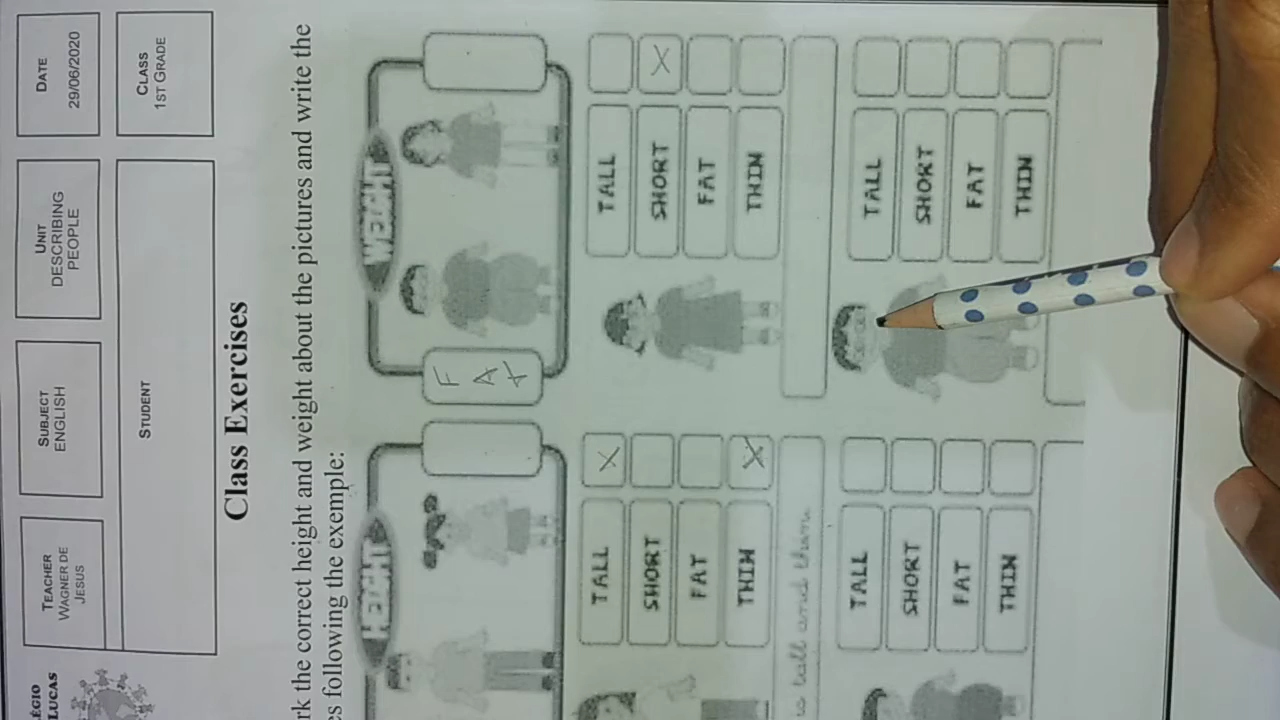 ÉGIO
LUCAS
TEACHER
WAGNER DE
JESUS
SUBJECT
ENGLISH
UNIT
DESCRIBING
PEOPLE
DATE
29/06/2020
STUDENT
CLASS
1ST GRADE
Class Exercises
rk the correct height and weight about the pictures and write the
es following the exemple:
HEIGHT
WEIGHT
FAT
TALL X
SHORT
FAT
THIN X
tall and thin.
TALL
SHORT X
FAT
THIN
TALL
SHORT
FAT
THIN
TALL
SHORT
FAT
THIN